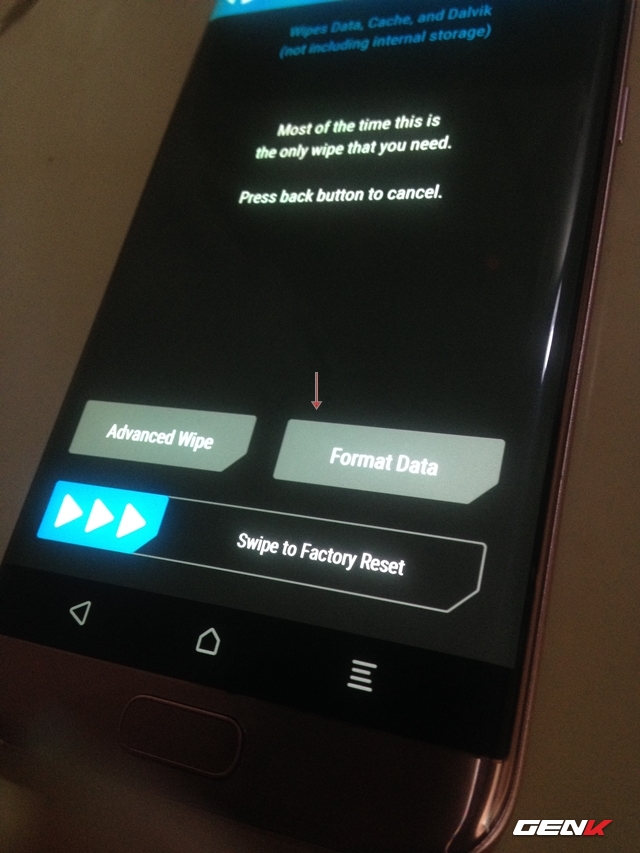 Wipes Data, Cache, and Dalvik
(not including internal storage)
Most of the time this is
the only wipe that you need.
Press back button to cancel.
Advanced Wipe
Format Data
Swipe to Factory Reset
GENK